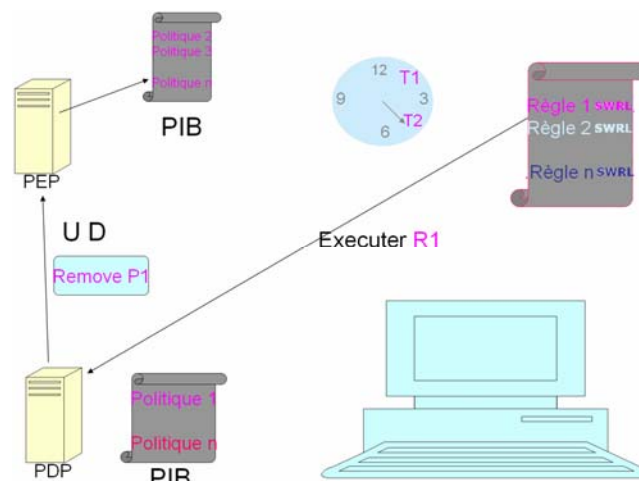 Politique 2
Politique 3
Politique n
PIB
PEP
12
T1
9
3
T2
6
Règle 1 SWRL
Règle 2 SWRL
.Règle n SWRL
U D
Remove P1
Executer R1
PDP
Politique 1
Politique n
PIB